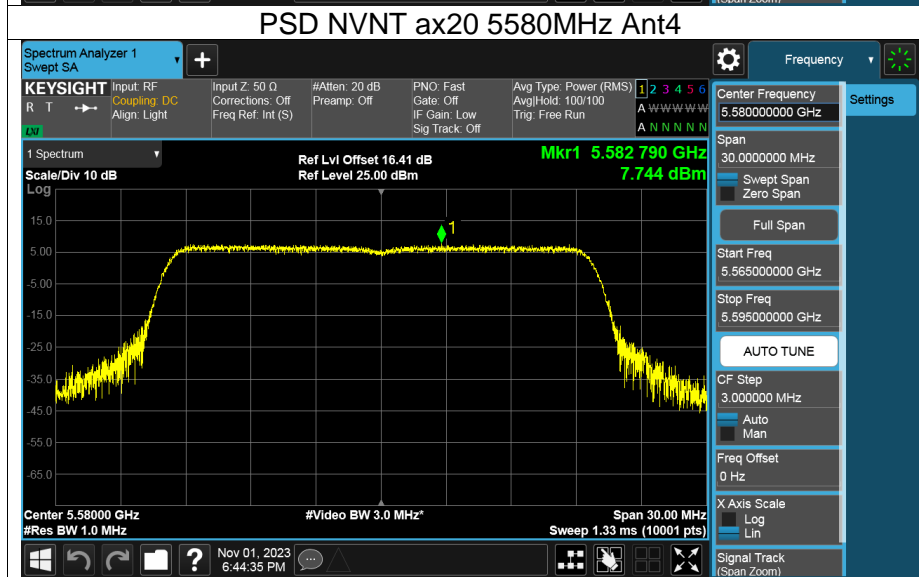 (Span Zoom)
PSD NVNT ax20 5580MHz Ant4
Spectrum Analyzer 1
Swept SA
+
Frequency
KEYSIGHT
R T
LXI
Input: RF
Coupling: DC
Align: Light
Input Z: 50 Ω
Corrections: Off
Freq Ref: Int (S)
#Atten: 20 dB
Preamp: Off
PNO: Fast
Gate: Off
IF Gain: Low
Sig Track: Off
Avg Type: Power (RMS)
Avg|Hold: 100/100
Trig: Free Run
1 2 3 4 5 6
A W W W W W
A N N N N N
1 Spectrum
Scale/Div 10 dB
Log
Ref Lvl Offset 16.41 dB
Ref Level 25.00 dBm
Mkr1 5.582 790 GHz
7.744 dBm
1
15.0
5.00
-5.00
-15.0
-25.0
-35.0
-45.0
-55.0
-65.0
Center 5.58000 GHz
#Res BW 1.0 MHz
#Video BW 3.0 MHz*
Span 30.00 MHz
Sweep 1.33 ms (10001 pts)
?
Nov 01, 2023
6:44:35 PM
Center Frequency
5.580000000 GHz
Settings
Span
30.0000000 MHz
Swept Span
Zero Span
Full Span
Start Freq
5.565000000 GHz
Stop Freq
5.595000000 GHz
AUTO TUNE
CF Step
3.000000 MHz
Auto
Man
Freq Offset
0 Hz
X Axis Scale
Log
Lin
Signal Track
(Span Zoom)